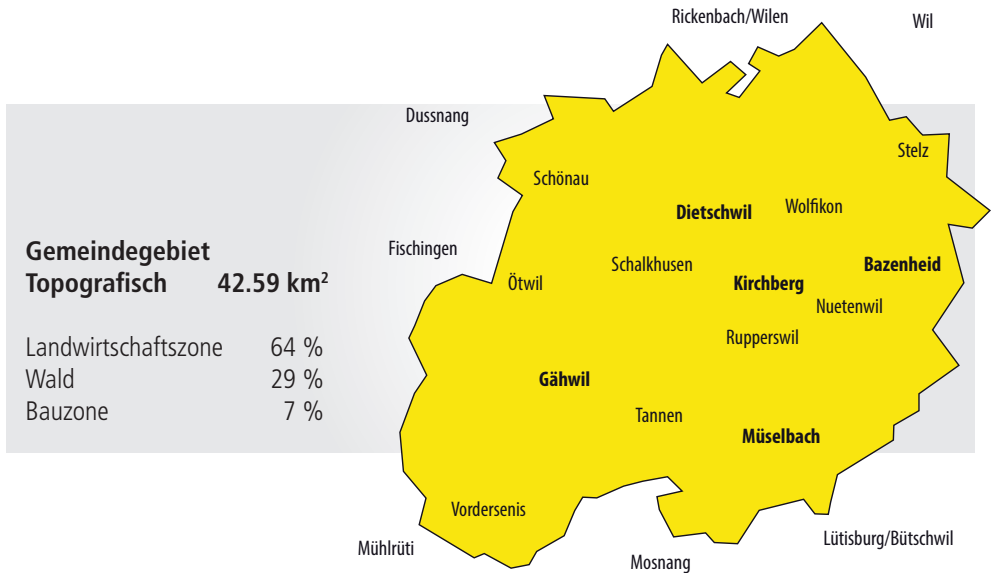 Rickenbach/Wilen
Wil
Dussnang
Stelz
Schönau
Dietschwil
Wolfikon
Fischingen
Gemeindegebiet
Topografisch 42.59 km²
Schalkhusen
Bazenheid
Ötwil
Kirchberg
Nuetenwil
Rupperswil
Landwirtschaftszone 64 %
Wald 29 %
Bauzone 7 %
Gähwil
Tannen
Müselbach
Vordersenis
Mühlrüti
Mosnang
Lütisburg/Bütschwil